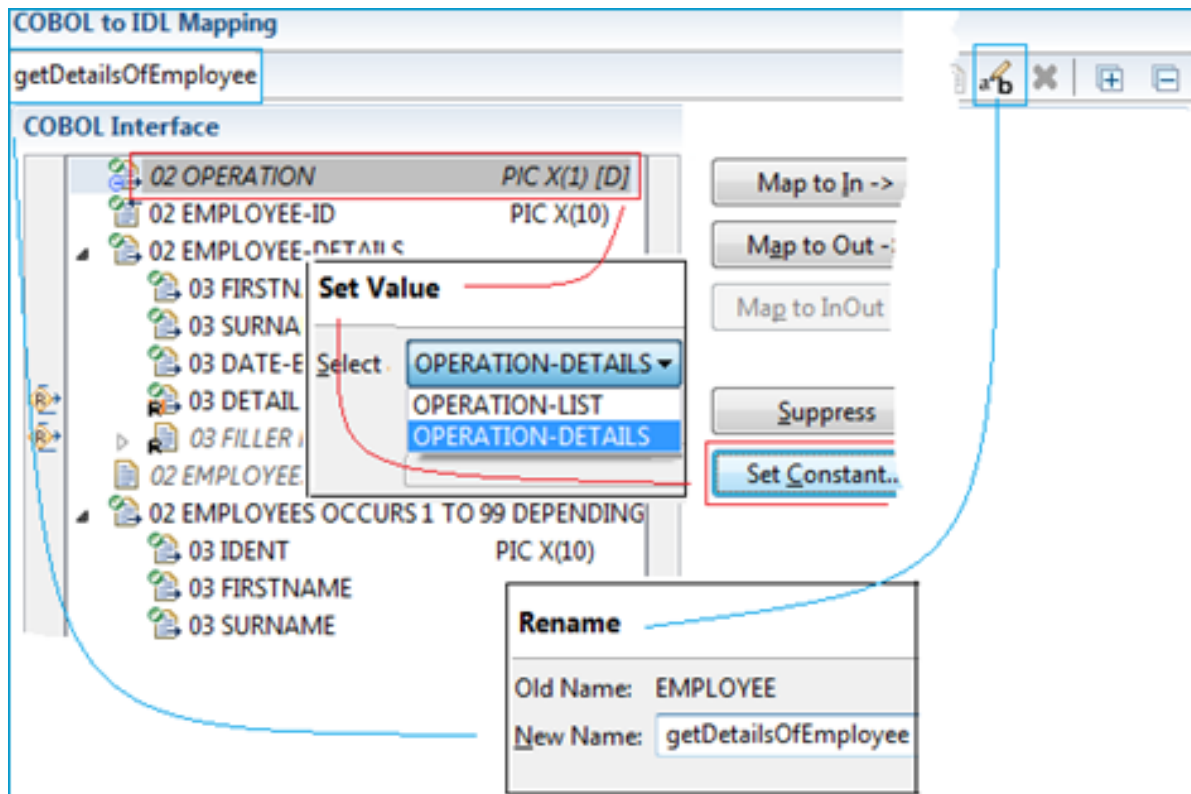 COBOL to IDL Mapping
getDetailsOfEmployee
a b
COBOL Interface
02 OPERATION PIC X(1) [D]
Map to In ->
02 EMPLOYEE-ID PIC X(10)
02 EMPLOYEE-DETAILS
Map to Out -
03 FIRSTN
Set Value
03 SURNA
Map to InOut
03 DATE-E
Select
OPERATION-DETAILS
R
03 DETAIL
OPERATION-LIST
Suppress
R
03 FILLER
OPERATION-DETAILS
02 EMPLOYEE
Set Constant..
02 EMPLOYEES OCCURS 1 TO 99 DEPENDING
03 IDENT PIC X(10)
03 FIRSTNAME
03 SURNAME
Rename
Old Name: EMPLOYEE
New Name: getDetailsOfEmployee